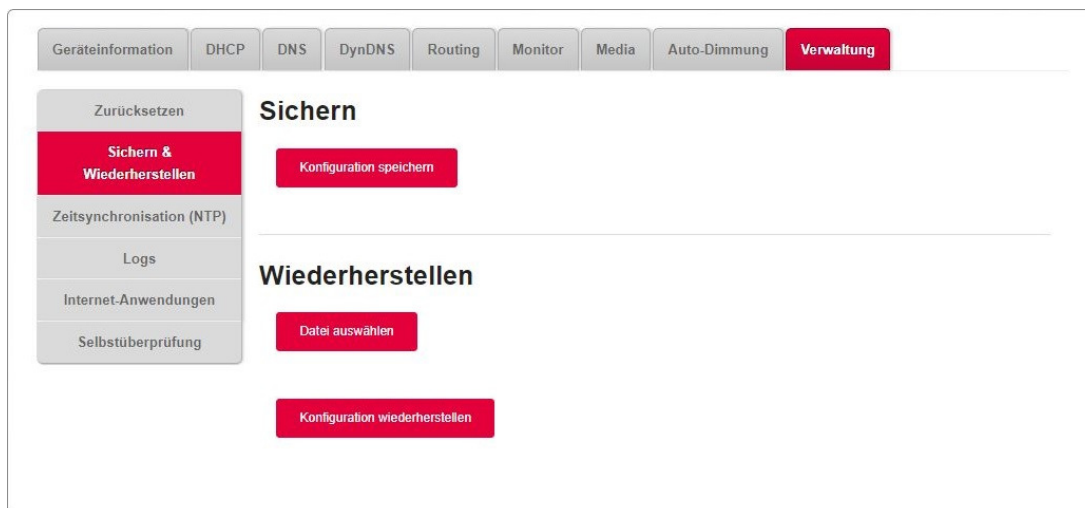 Geräteinformation DHCP DNS DynDNS Routing Monitor Media Auto-Dimmung Verwaltung
Zurücksetzen
Sichern &
Wiederherstellen
Zeitsynchronisation (NTP)
Logs
Internet-Anwendungen
Selbstüberprüfung
Sichern
Konfiguration speichern
Wiederherstellen
Datei auswählen
Konfiguration wiederherstellen